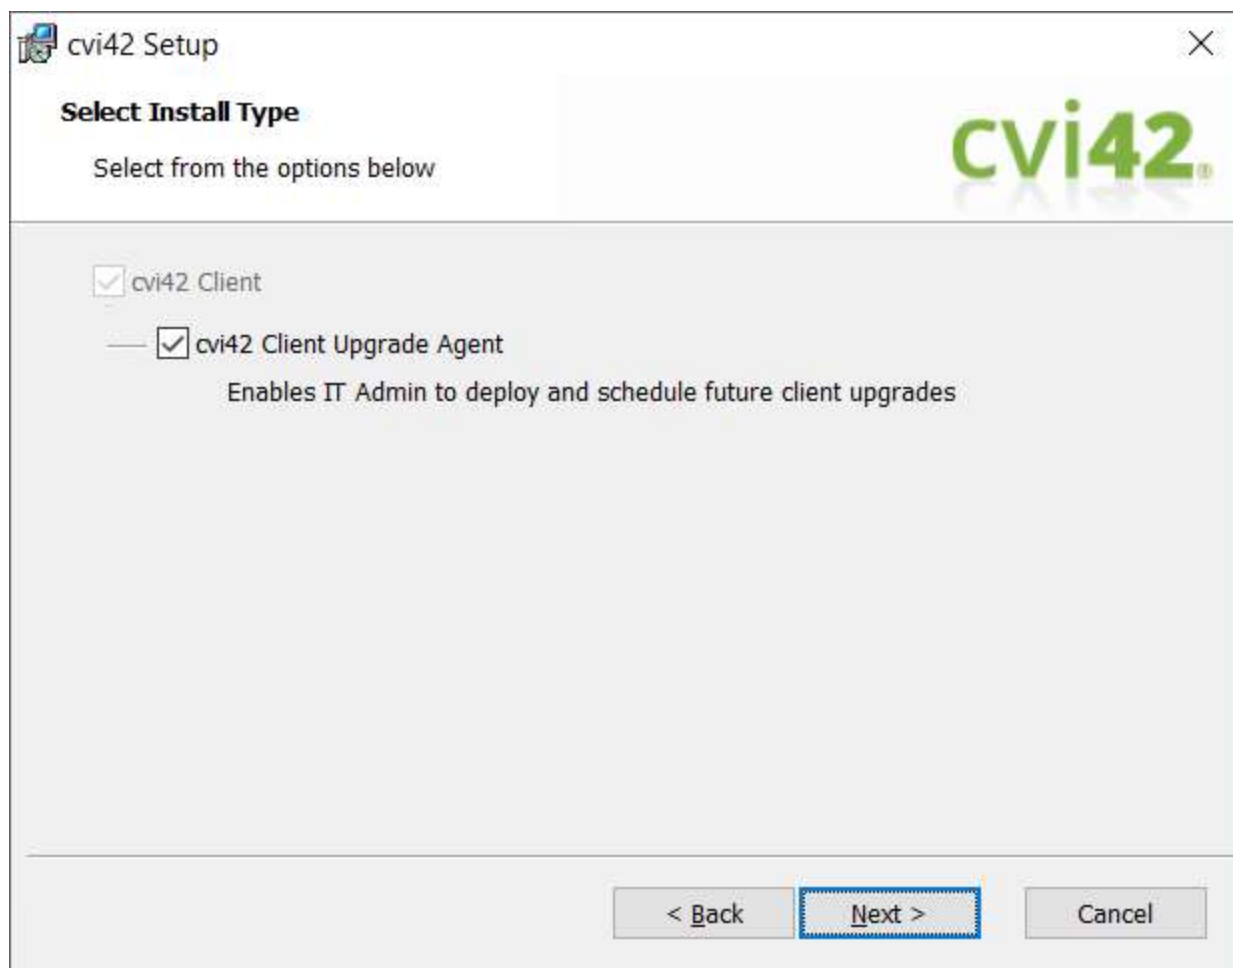 cvi42 Setup
Select Install Type
Select from the options below
cvi42®
cvi42 Client
cvi42 Client Upgrade Agent
Enables IT Admin to deploy and schedule future client upgrades
< Back
Next >
Cancel